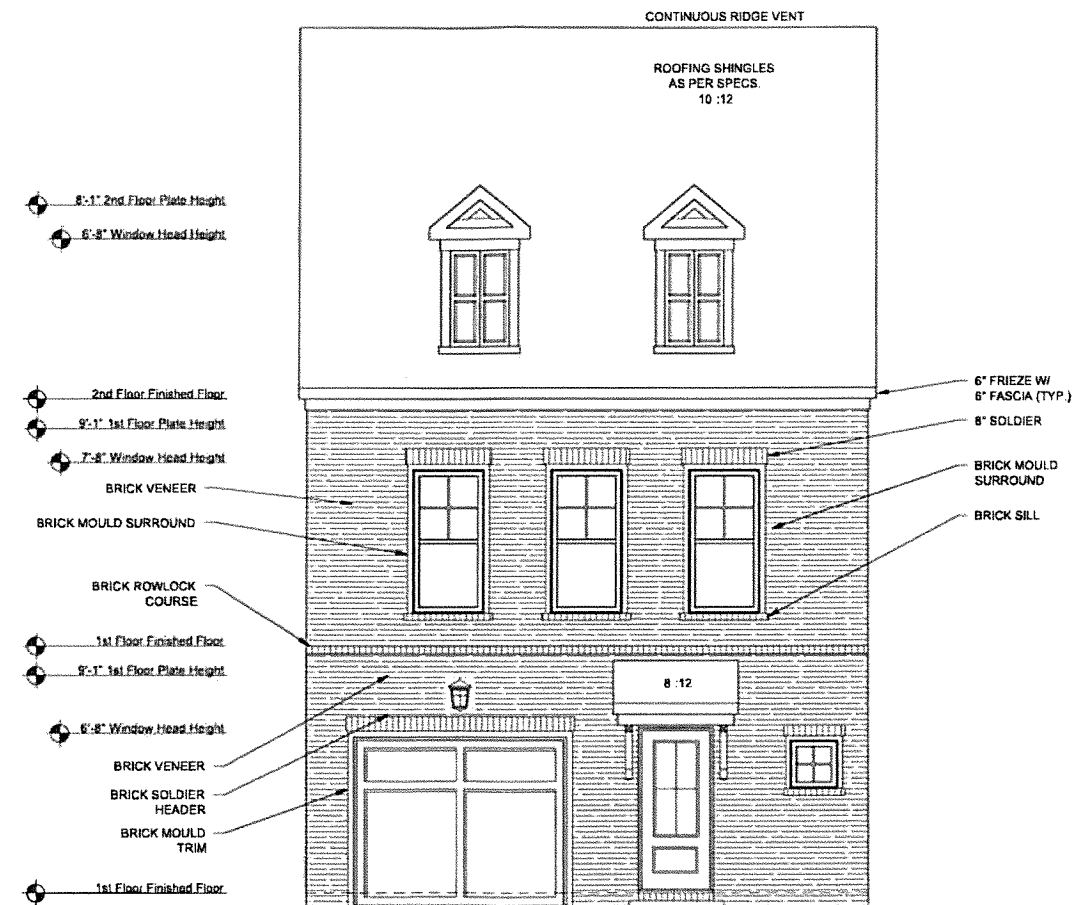 CONTINUOUS RIDGE VENT
ROOFING SHINGLES
AS PER SPECS.
10 :12
8'-1" 2nd Floor Plate Height
6'-8" Window Head Height
2nd Floor Finished Floor
9'-1" 1st Floor Plate Height
7'-8" Window Head Height
BRICK VENEER
BRICK MOULD SURROUND
BRICK ROWLOCK
COURSE
1st Floor Finished Floor
9'-1" 1st Floor Plate Height
6'-8" Window Head Height
BRICK VENEER
BRICK SOLDIER
HEADER
BRICK MOULD
TRIM
1st Floor Finished Floor
6" FRIEZE W/
6" FASCIA (TYP.)
8" SOLDIER
BRICK MOULD
SURROUND
BRICK SILL
8 :12